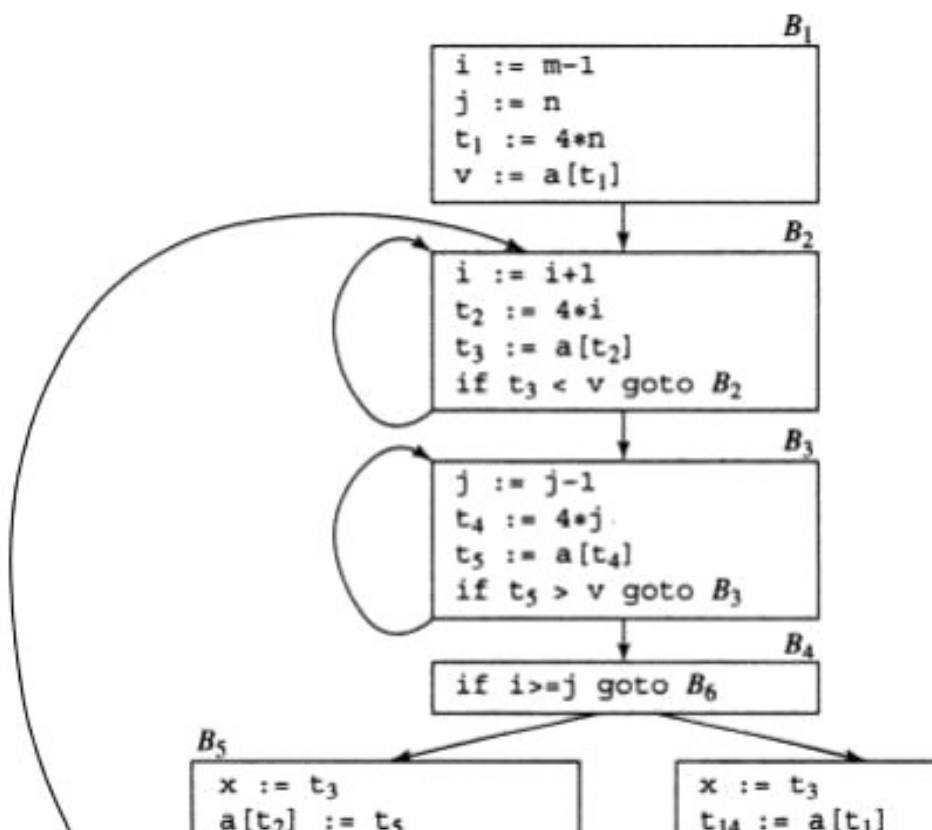 B₁
i := m-1
j := n
t₁ := 4*n
v := a[t₁]
B₂
i := i+1
t₂ := 4*i
t₃ := a[t₂]
if t₃ < v goto B₂
B₃
j := j-1
t₄ := 4*j
t₅ := a[t₄]
if t₅ > v goto B₃
B₄
if i>=j goto B₆
B₅
x := t₃
a[t₂] := t₅
x := t₃
t₁₄ := a[t₁]